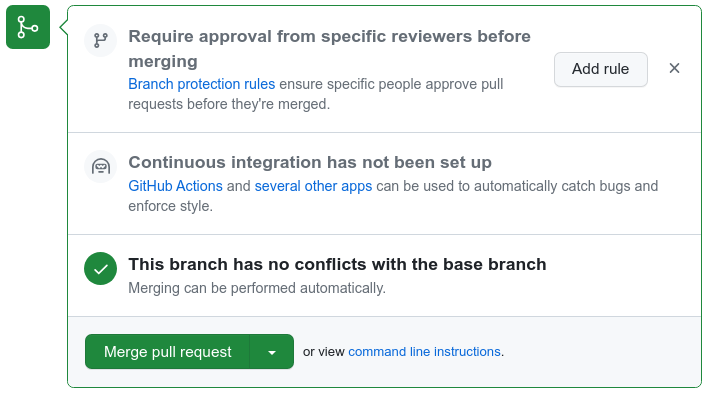 Require approval from specific reviewers before
merging
Branch protection rules ensure specific people approve pull
requests before they're merged.
Add rule
Continuous integration has not been set up
GitHub Actions and several other apps can be used to automatically catch bugs and
enforce style.
This branch has no conflicts with the base branch
Merging can be performed automatically.
Merge pull request
or view command line instructions.